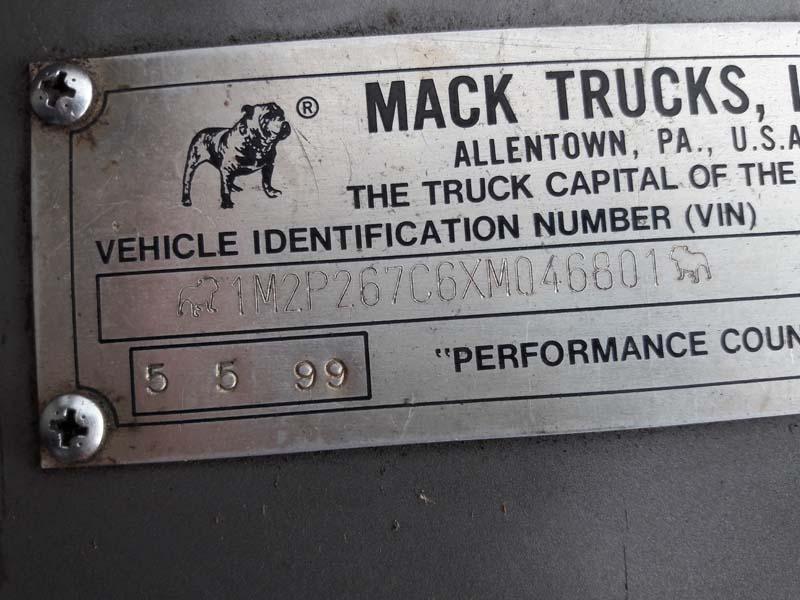 ®
MACK TRUCKS,
ALLENTOWN, PA., U.S.A
THE TRUCK CAPITAL OF THE
VEHICLE IDENTIFICATION NUMBER (VIN)
1M2P267C6XM046801
5 5 99
"PERFORMANCE COUN